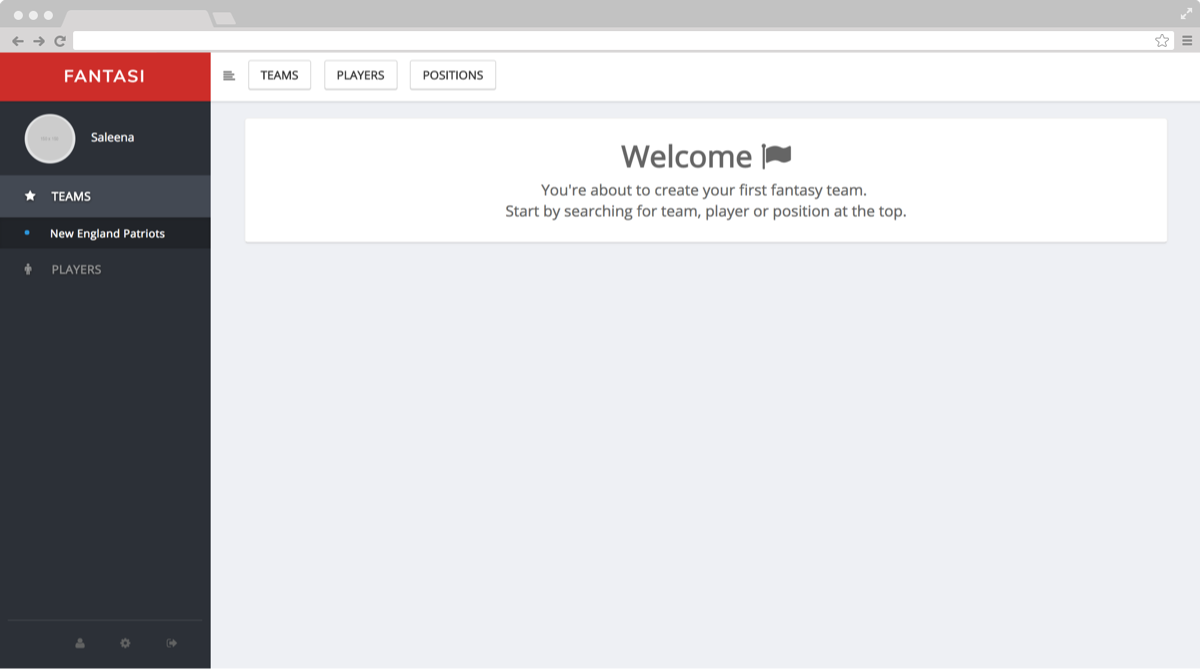 FANTASI
TEAMS
PLAYERS
POSITIONS
Saleena
TEAMS
New England Patriots
PLAYERS
Welcome
You're about to create your first fantasy team.
Start by searching for team, player or position at the top.